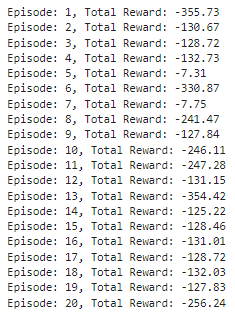 Episode: 1, Total Reward: -355.73
Episode: 2, Total Reward: -130.67
Episode: 3, Total Reward: -128.72
Episode: 4, Total Reward: -132.73
Episode: 5, Total Reward: -7.31
Episode: 6, Total Reward: -330.87
Episode: 7, Total Reward: -7.75
Episode: 8, Total Reward: -241.47
Episode: 9, Total Reward: -127.84
Episode: 10, Total Reward: -246.11
Episode: 11, Total Reward: -247.28
Episode: 12, Total Reward: -131.15
Episode: 13, Total Reward: -354.42
Episode: 14, Total Reward: -125.22
Episode: 15, Total Reward: -128.46
Episode: 16, Total Reward: -131.01
Episode: 17, Total Reward: -128.72
Episode: 18, Total Reward: -132.03
Episode: 19, Total Reward: -127.83
Episode: 20, Total Reward: -256.24